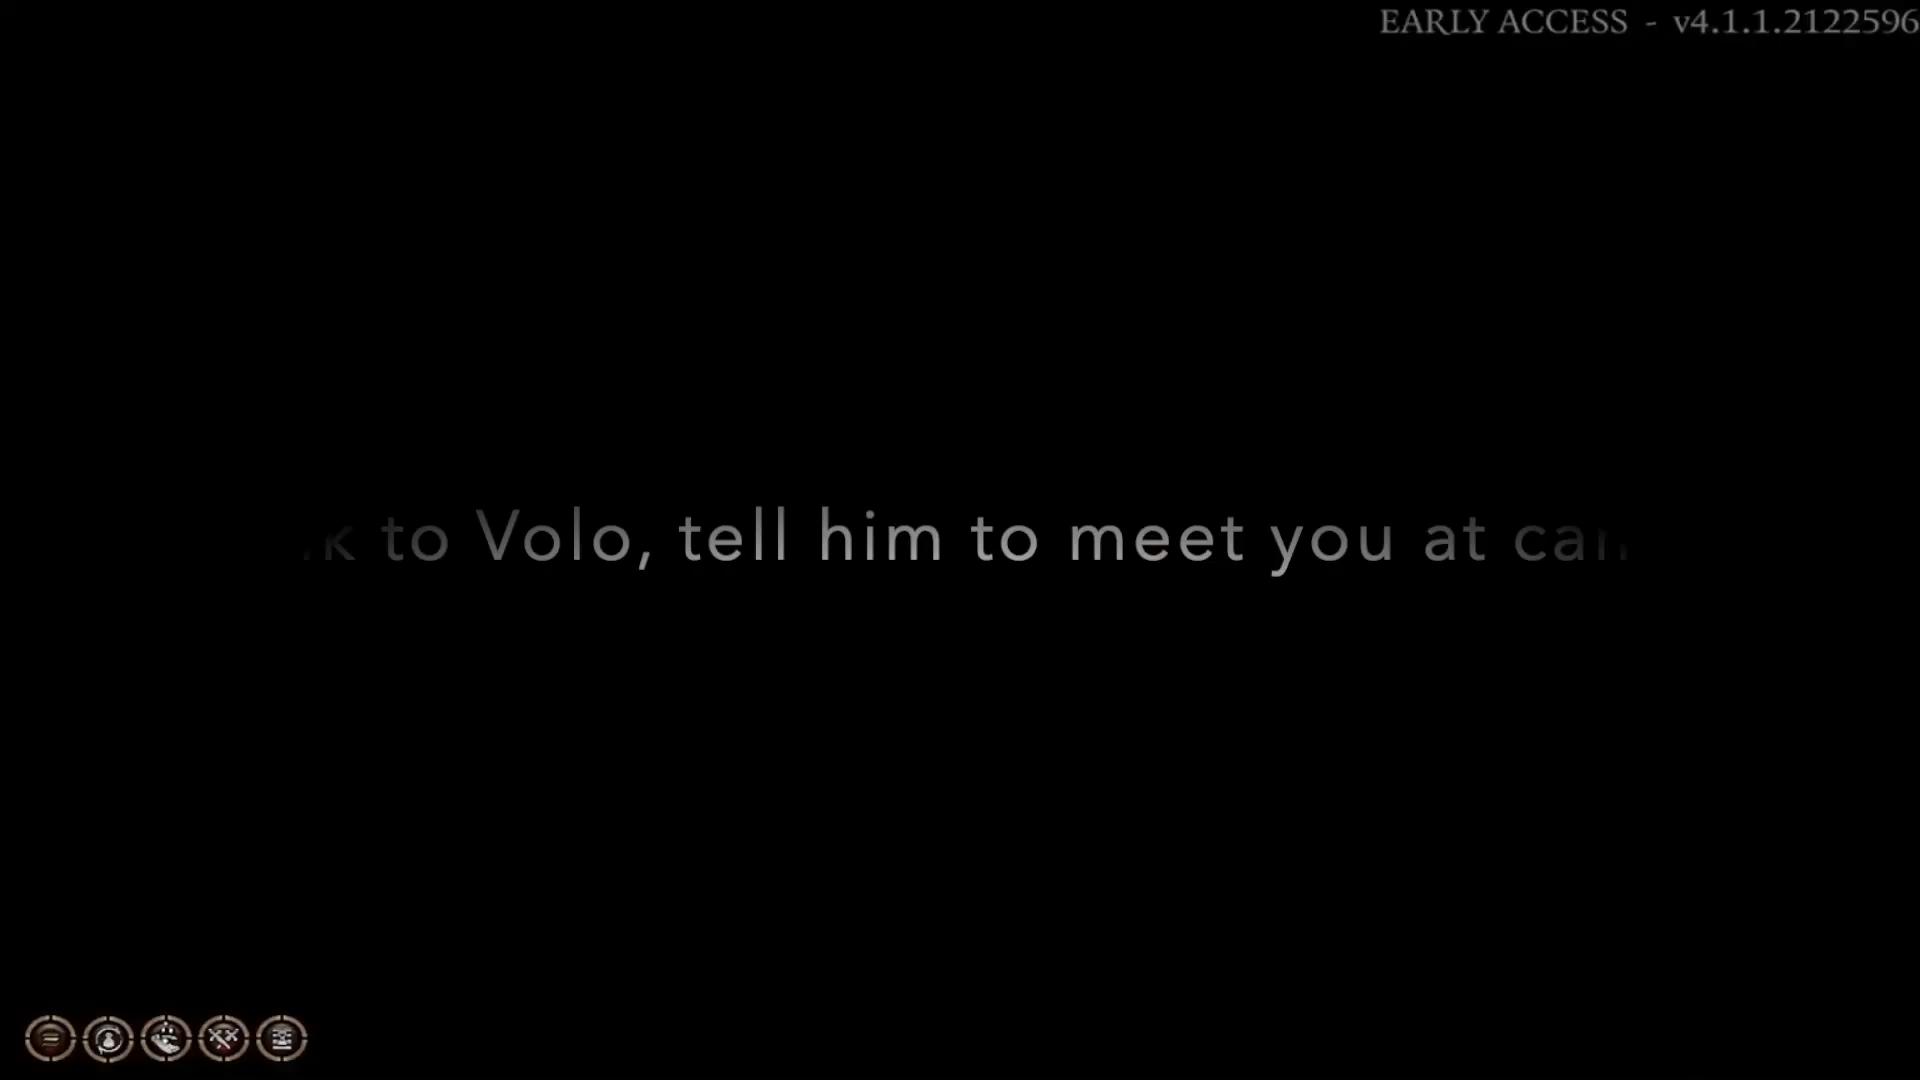 EARLY ACCESS - v4.1.1.2122596
to Volo, tell him to meet you at